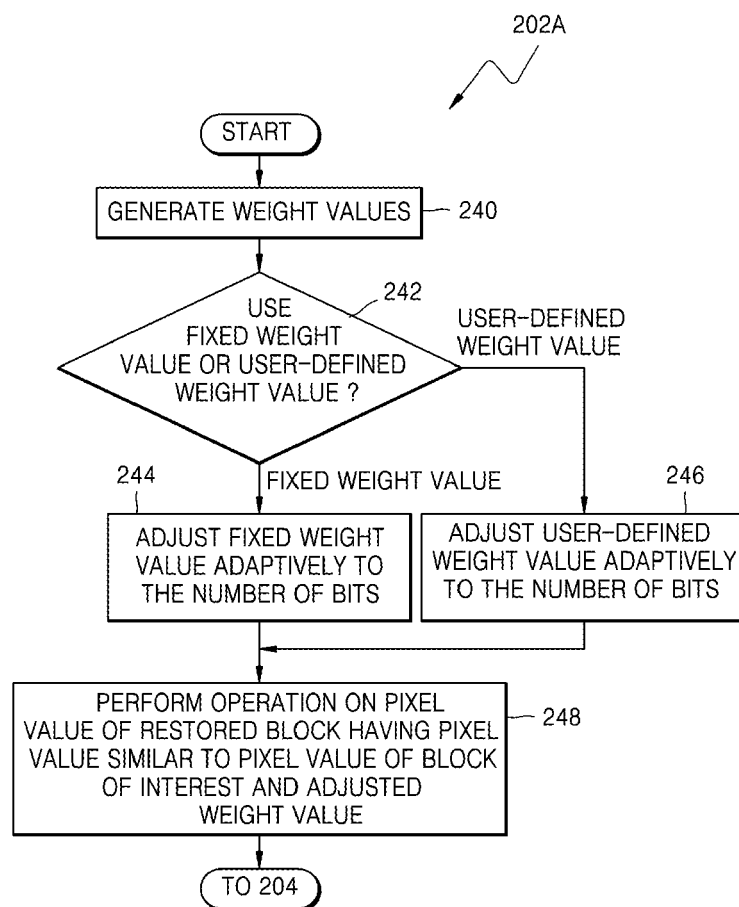 202A
START
GENERATE WEIGHT VALUES
240
242
USE
FIXED WEIGHT
VALUE OR USER-DEFINED
WEIGHT VALUE ?
USER-DEFINED
WEIGHT VALUE
244
FIXED WEIGHT VALUE
246
ADJUST FIXED WEIGHT
VALUE ADAPTIVELY TO
THE NUMBER OF BITS
ADJUST USER-DEFINED
WEIGHT VALUE ADAPTIVELY
TO THE NUMBER OF BITS
PERFORM OPERATION ON PIXEL
VALUE OF RESTORED BLOCK HAVING PIXEL
VALUE SIMILAR TO PIXEL VALUE OF BLOCK
OF INTEREST AND ADJUSTED
WEIGHT VALUE
248
TO 204